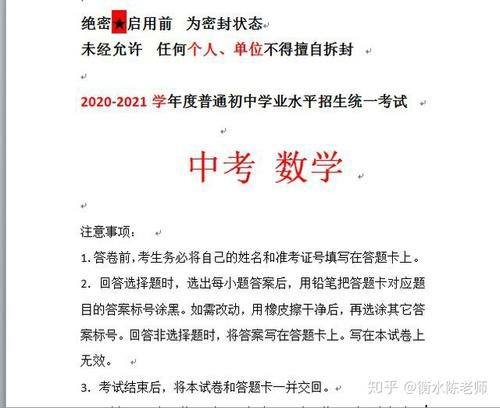 绝密★启用前 为密封状态
未经允许 任何个人、单位不得擅自拆封
2020-2021 学年度普通初中学业水平招生统一考试
中考 数学
注意事项：
1.答卷前,考生务必将自己的姓名和准考证号填写在答题卡上。
2．回答选择题时，选出每小题答案后，用铅笔把答题卡对应题
目的答案标号涂黑。如需改动，用橡皮擦干净后，再选涂其它答
案标号。回答非选择题时，将答案写在答题卡上。写在本试卷上
无效。
3．考试结束后，将本试卷和答题卡一并交回。
知乎 @衡水陈老师